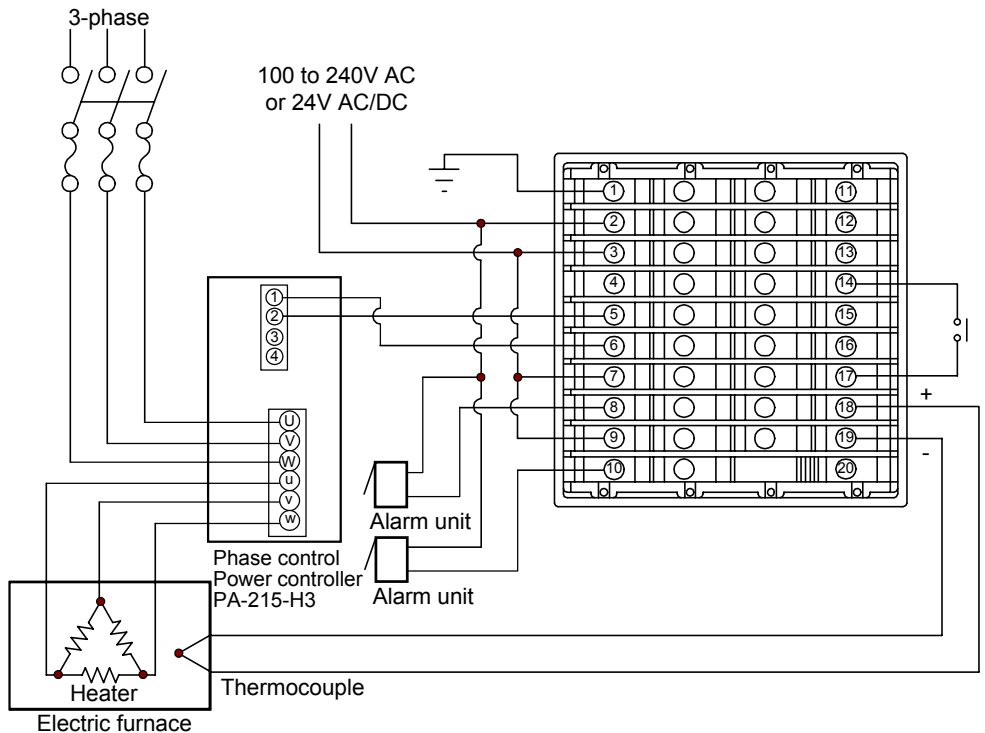 3-phase
100 to 240V AC
or 24V AC/DC
1
2
3
4
5
6
7
8
9
10
11
12
13
14
15
16
17
18
19
20
+
-
1
2
3
4
U
V
W
u
v
w
Alarm unit
Alarm unit
Phase control
Power controller
PA-215-H3
Heater
Thermocouple
Electric furnace